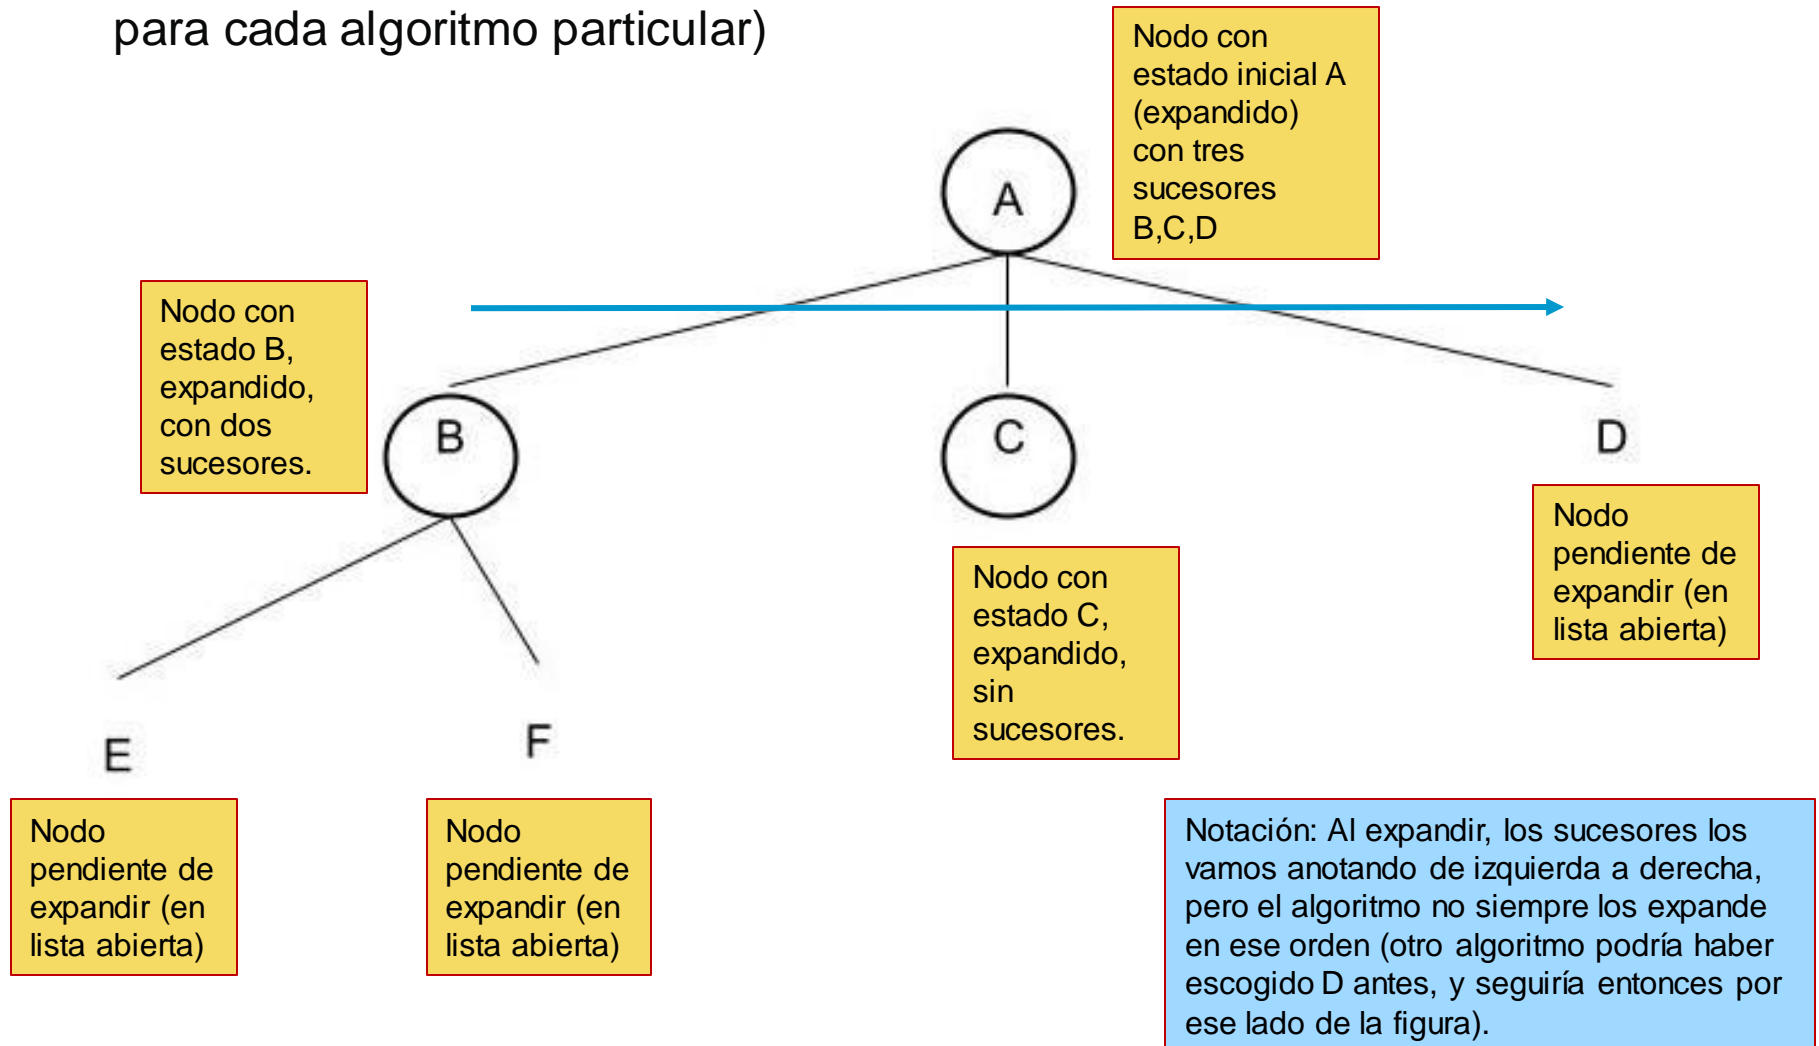 para cada algoritmo particular)
Nodo con
estado inicial A
(expandido)
con tres
sucesores
B,C,D
A
Nodo con
estado B,
expandido,
con dos
sucesores.
B
C
D
Nodo
pendiente de
expandir (en
lista abierta)
Nodo con
estado C,
expandido,
sin
sucesores.
E
F
Nodo
pendiente de
expandir (en
lista abierta)
Nodo
pendiente de
expandir (en
lista abierta)
Notación: Al expandir, los sucesores los
vamos anotando de izquierda a derecha,
pero el algoritmo no siempre los expande
en ese orden (otro algoritmo podría haber
escogido D antes, y seguiría entonces por
ese lado de la figura).